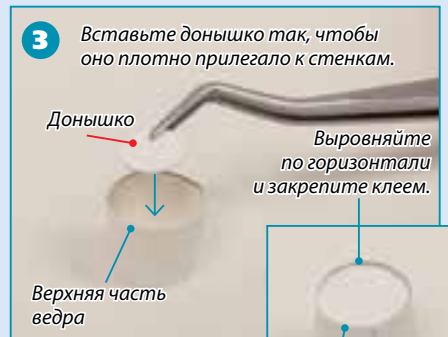 3
Вставьте донышко так, чтобы
оно плотно прилегало к стенкам.
Донышко
Выровняйте
по горизонтали
и закрепите клеем.
Верхняя часть
ведра